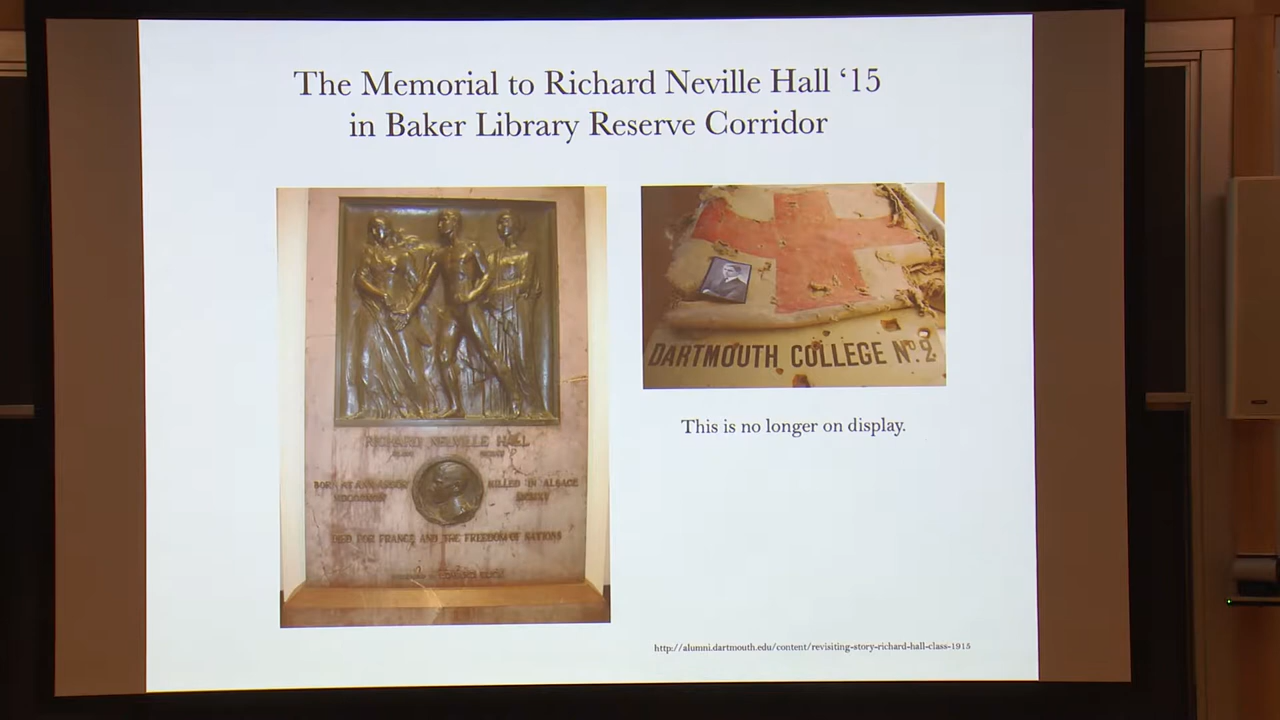 The Memorial to Richard Neville Hall ‘15
in Baker Library Reserve Corridor
RICHARD NEVILLE HALL
BORN AT ANN ARBOR
KILLED IN ALSACE
DIED FOR FRANCE AND THE FREEDOM OF NATIONS
DARTMOUTH COLLEGE Nº. 2.
This is no longer on display.
http://alumni.dartmouth.edu/content/revisiting-story-richard-hall-class-1915